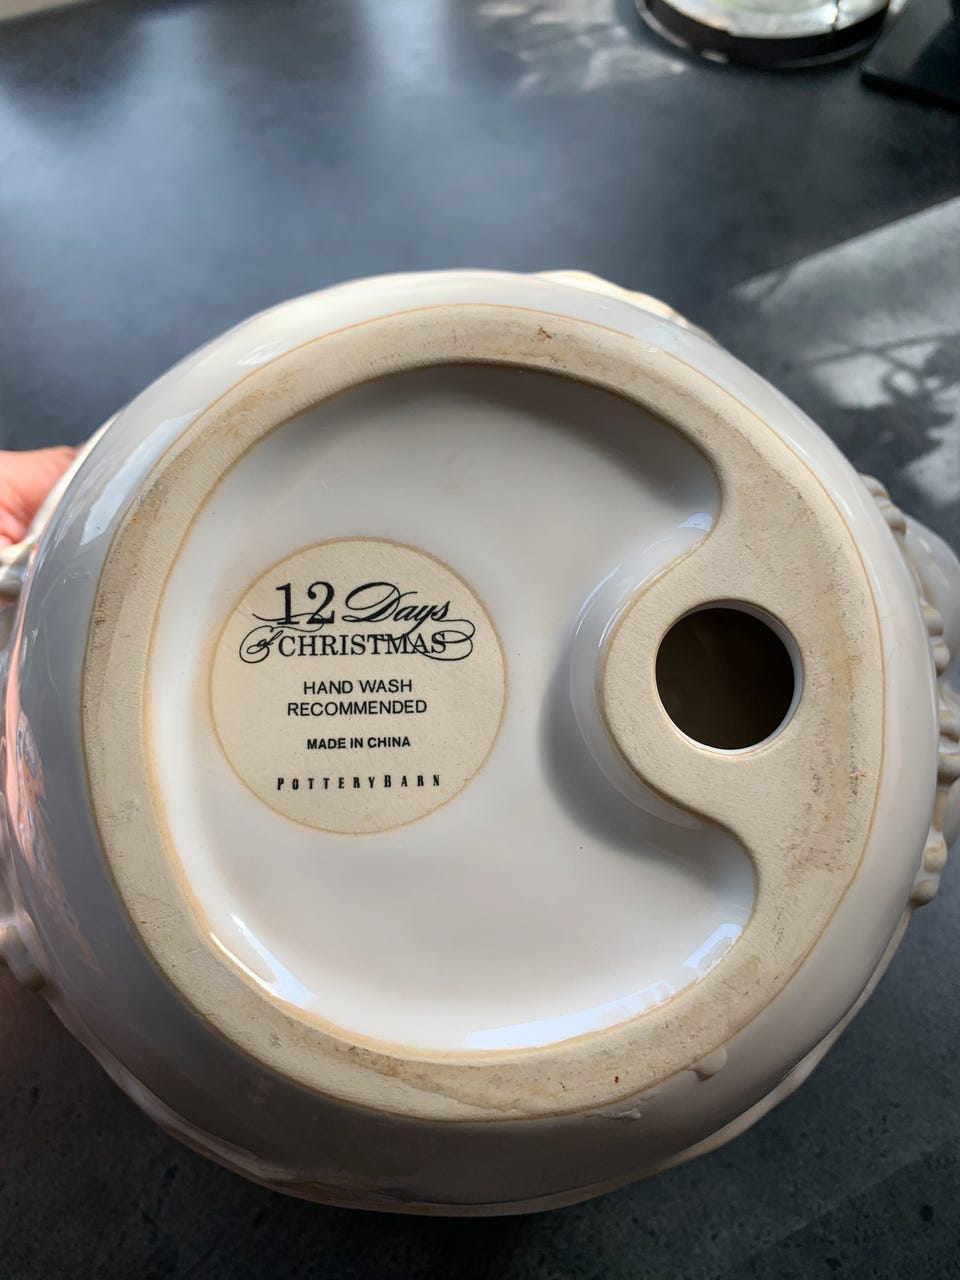 12 Days
of CHRISTMAS
HAND WASH
RECOMMENDED
MADE IN CHINA
POTTERYBARN